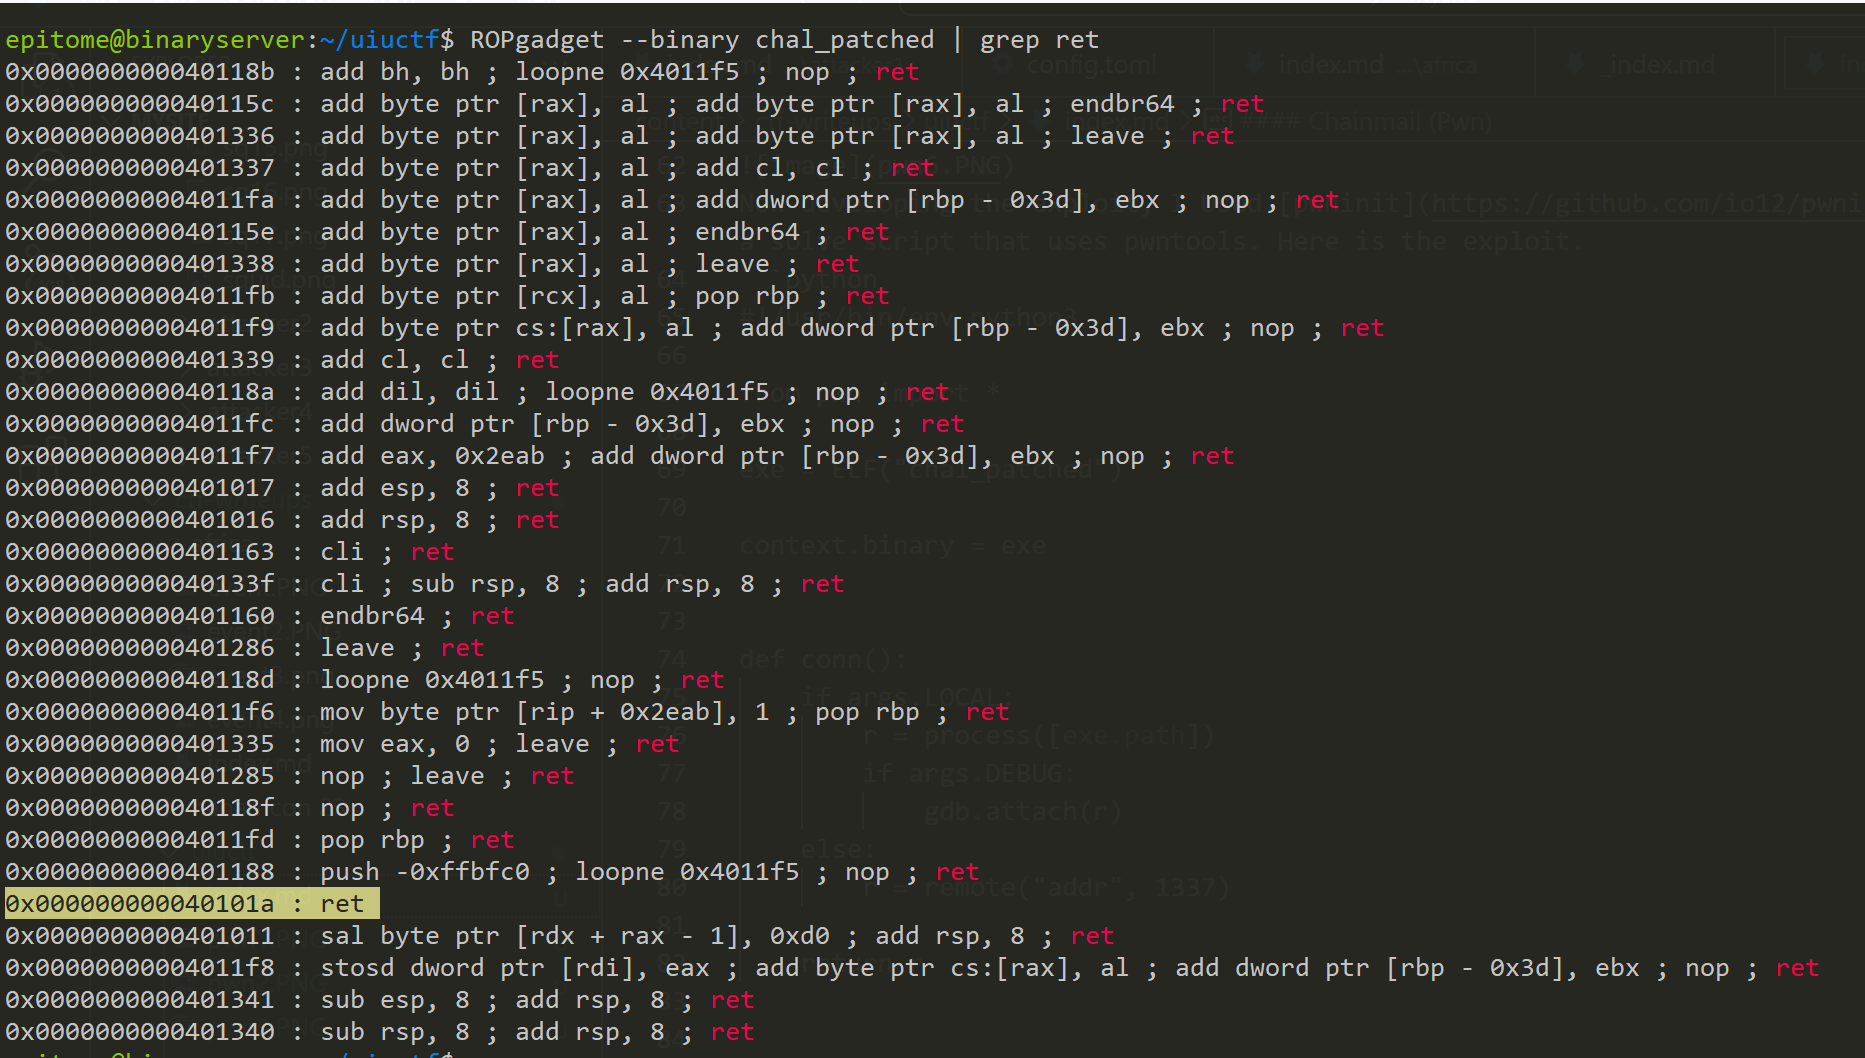 epitome@binaryserver:~/uiuctf$ ROPgadget --binary chal_patched | grep ret
0x000000000040118b : add bh, bh ; loopne 0x4011f5 ; nop ; ret
0x000000000040115c : add byte ptr [rax], al ; add byte ptr [rax], al ; endbr64 ; ret
0x0000000000401336 : add byte ptr [rax], al ; add byte ptr [rax], al ; leave ; ret
0x0000000000401337 : add byte ptr [rax], al ; add cl, cl ; ret
0x00000000004011fa : add byte ptr [rax], al ; add dword ptr [rbp - 0x3d], ebx ; nop ; ret
0x000000000040115e : add byte ptr [rax], al ; endbr64 ; ret
0x0000000000401338 : add byte ptr [rax], al ; leave ; ret
0x00000000004011fb : add byte ptr [rcx], al ; pop rbp ; ret
0x00000000004011f9 : add byte ptr cs:[rax], al ; add dword ptr [rbp - 0x3d], ebx ; nop ; ret
0x0000000000401339 : add cl, cl ; ret
0x000000000040118a : add dil, dil ; loopne 0x4011f5 ; nop ; ret
0x00000000004011fc : add dword ptr [rbp - 0x3d], ebx ; nop ; ret
0x00000000004011f7 : add eax, 0x2eab ; add dword ptr [rbp - 0x3d], ebx ; nop ; ret
0x0000000000401017 : add esp, 8 ; ret
0x0000000000401016 : add rsp, 8 ; ret
0x0000000000401163 : cli ; ret
0x000000000040133f : cli ; sub rsp, 8 ; add rsp, 8 ; ret
0x0000000000401160 : endbr64 ; ret
0x0000000000401286 : leave ; ret
0x000000000040118d : loopne 0x4011f5 ; nop ; ret
0x00000000004011f6 : mov byte ptr [rip + 0x2eab], 1 ; pop rbp ; ret
0x0000000000401335 : mov eax, 0 ; leave ; ret
0x0000000000401285 : nop ; leave ; ret
0x000000000040118f : nop ; ret
0x00000000004011fd : pop rbp ; ret
0x0000000000401188 : push -0xffbfc0 ; loopne 0x4011f5 ; nop ; ret
0x000000000040101a : ret
0x0000000000401011 : sal byte ptr [rdx + rax - 1], 0xd0 ; add rsp, 8 ; ret
0x00000000004011f8 : stosd dword ptr [rdi], eax ; add byte ptr cs:[rax], al ; add dword ptr [rbp - 0x3d], ebx ; nop ; ret
0x0000000000401341 : sub esp, 8 ; add rsp, 8 ; ret
0x0000000000401340 : sub rsp, 8 ; add rsp, 8 ; ret